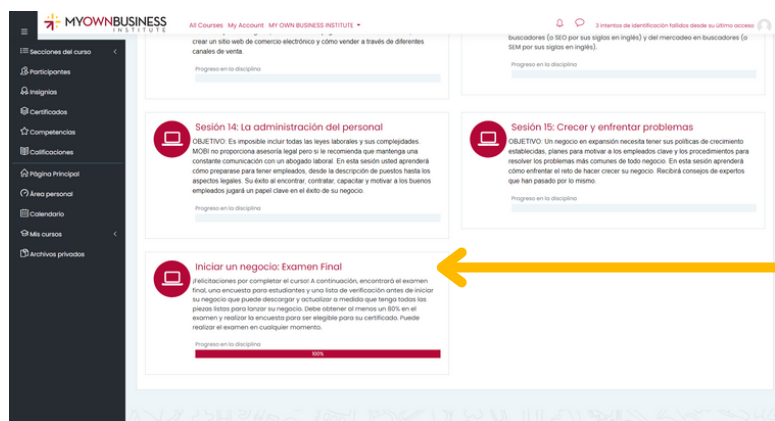 MYOWNBUSINESS
INSTITUTE
All Courses My Account MY OWN BUSINESS INSTITUTE
3 intentos de identificación fallidos desde su último acceso
Secciones del curso
Participantes
Insignias
Certificados
Competencias
Calificaciones
Página Principal
Área personal
Calendario
Mis cursos
Archivos privados
crear un sitio web de comercio electrónico y cómo vender a través de diferentes
canales de venta.
Progreso en la disciplina
buscadores (o SEO por sus siglas en inglés) y del mercadeo en buscadores (o
SEM por sus siglas en inglés).
Progreso en la disciplina
Sesión 14: La administración del personal
OBJETIVO: Es imposible incluir todas las leyes laborales y sus complejidades.
MOBI no proporciona asesoría legal pero si le recomienda que mantenga una
constante comunicación con un abogado laboral. En esta sesión usted aprenderá
cómo prepararse para tener empleados, desde la descripción de puestos hasta los
aspectos legales. Su éxito al encontrar, contratar, capacitar y motivar a los buenos
empleados jugará un papel clave en el éxito de su negocio.
Progreso en la disciplina
Sesión 15: Crecer y enfrentar problemas
OBJETIVO: Un negocio en expansión necesita tener sus políticas de crecimiento
establecidas, planes para motivar a los empleados clave y los procedimientos para
resolver los problemas más comunes de todo negocio. En esta sesión aprenderá
cómo enfrentar el reto de hacer crecer su negocio. Recibirá consejos de expertos
que han pasado por lo mismo.
Progreso en la disciplina
Iniciar un negocio: Examen Final
¡Felicitaciones por completar el curso! A continuación, encontrará el examen
final, una encuesta para estudiantes y una lista de verificación antes de iniciar
su negocio que puede descargar y actualizar a medida que tenga todas las
piezas listas para lanzar su negocio. Debe obtener al menos un 80% en el
examen y realizar la encuesta para ser elegible para su certificado. Puede
realizar el examen en cualquier momento.
Progreso en la disciplina
100%